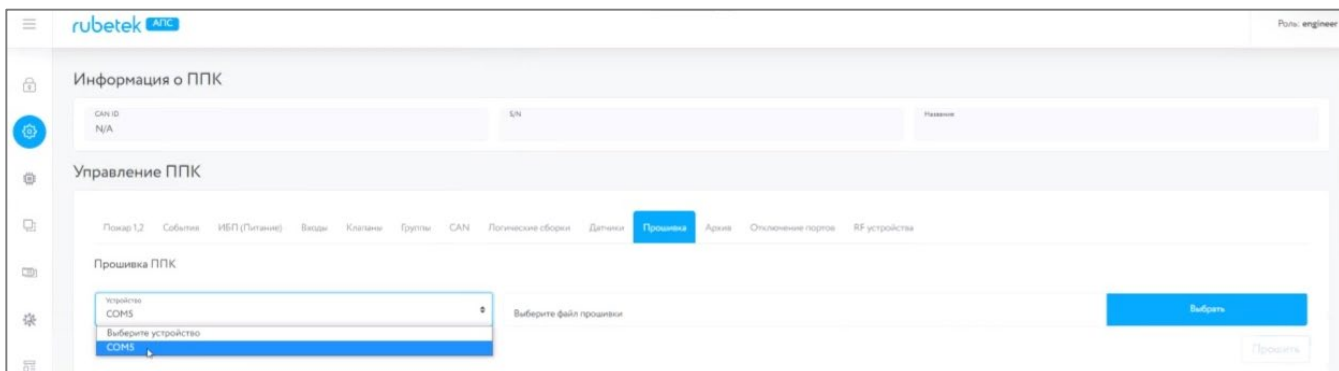 rubetek АПС
Роль: engineer
Информация о ППК
CAN ID
N/A
S/N
Название
Управление ППК
Пожар 1,2 События ИБП (Питание) Входы Клапаны Группы CAN Логические сборки Датчики Прошивка Архив Отключение портов RF устройства
Прошивка ППК
Устройство
COM5
Выберите файл прошивки
Выбрать
Выберите устройство
COM5
Прошить